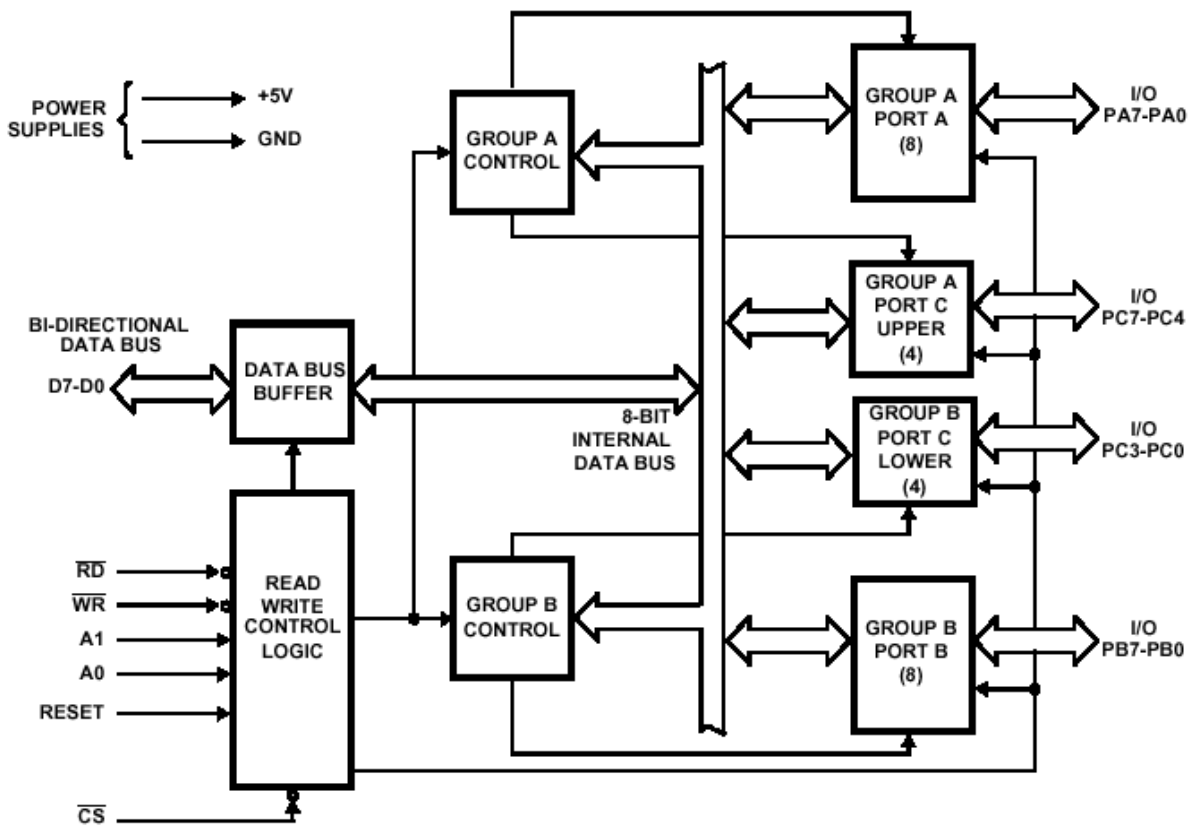 POWER
SUPPLIES
+5V
GND
GROUP A
CONTROL
GROUP A
PORT A
(8)
I/O
PA7-PA0
GROUP A
PORT C
UPPER
(4)
I/O
PC7-PC4
BI-DIRECTIONAL
DATA BUS
D7-D0
DATA BUS
BUFFER
8-BIT
INTERNAL
DATA BUS
GROUP B
PORT C
LOWER
(4)
I/O
PC3-PC0
RD
WR
A1
A0
RESET
CS
READ
WRITE
CONTROL
LOGIC
GROUP B
CONTROL
GROUP B
PORT B
(8)
I/O
PB7-PB0